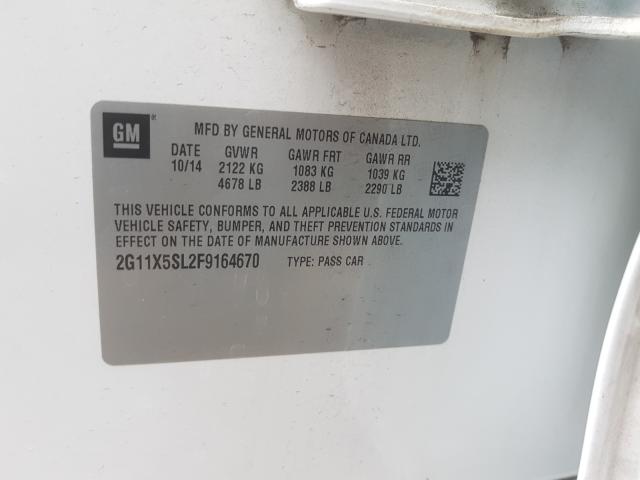 GM
MFD BY GENERAL MOTORS OF CANADA LTD.
DATE GVWR GAWR FRT GAWR RR
10/14 2122 KG 1083 KG 1039 KG
4678 LB 2388 LB 2290 LB
THIS VEHICLE CONFORMS TO ALL APPLICABLE U.S. FEDERAL MOTOR
VEHICLE SAFETY, BUMPER, AND THEFT PREVENTION STANDARDS IN
EFFECT ON THE DATE OF MANUFACTURE SHOWN ABOVE.
2G11X5SL2F9164670 TYPE: PASS CAR